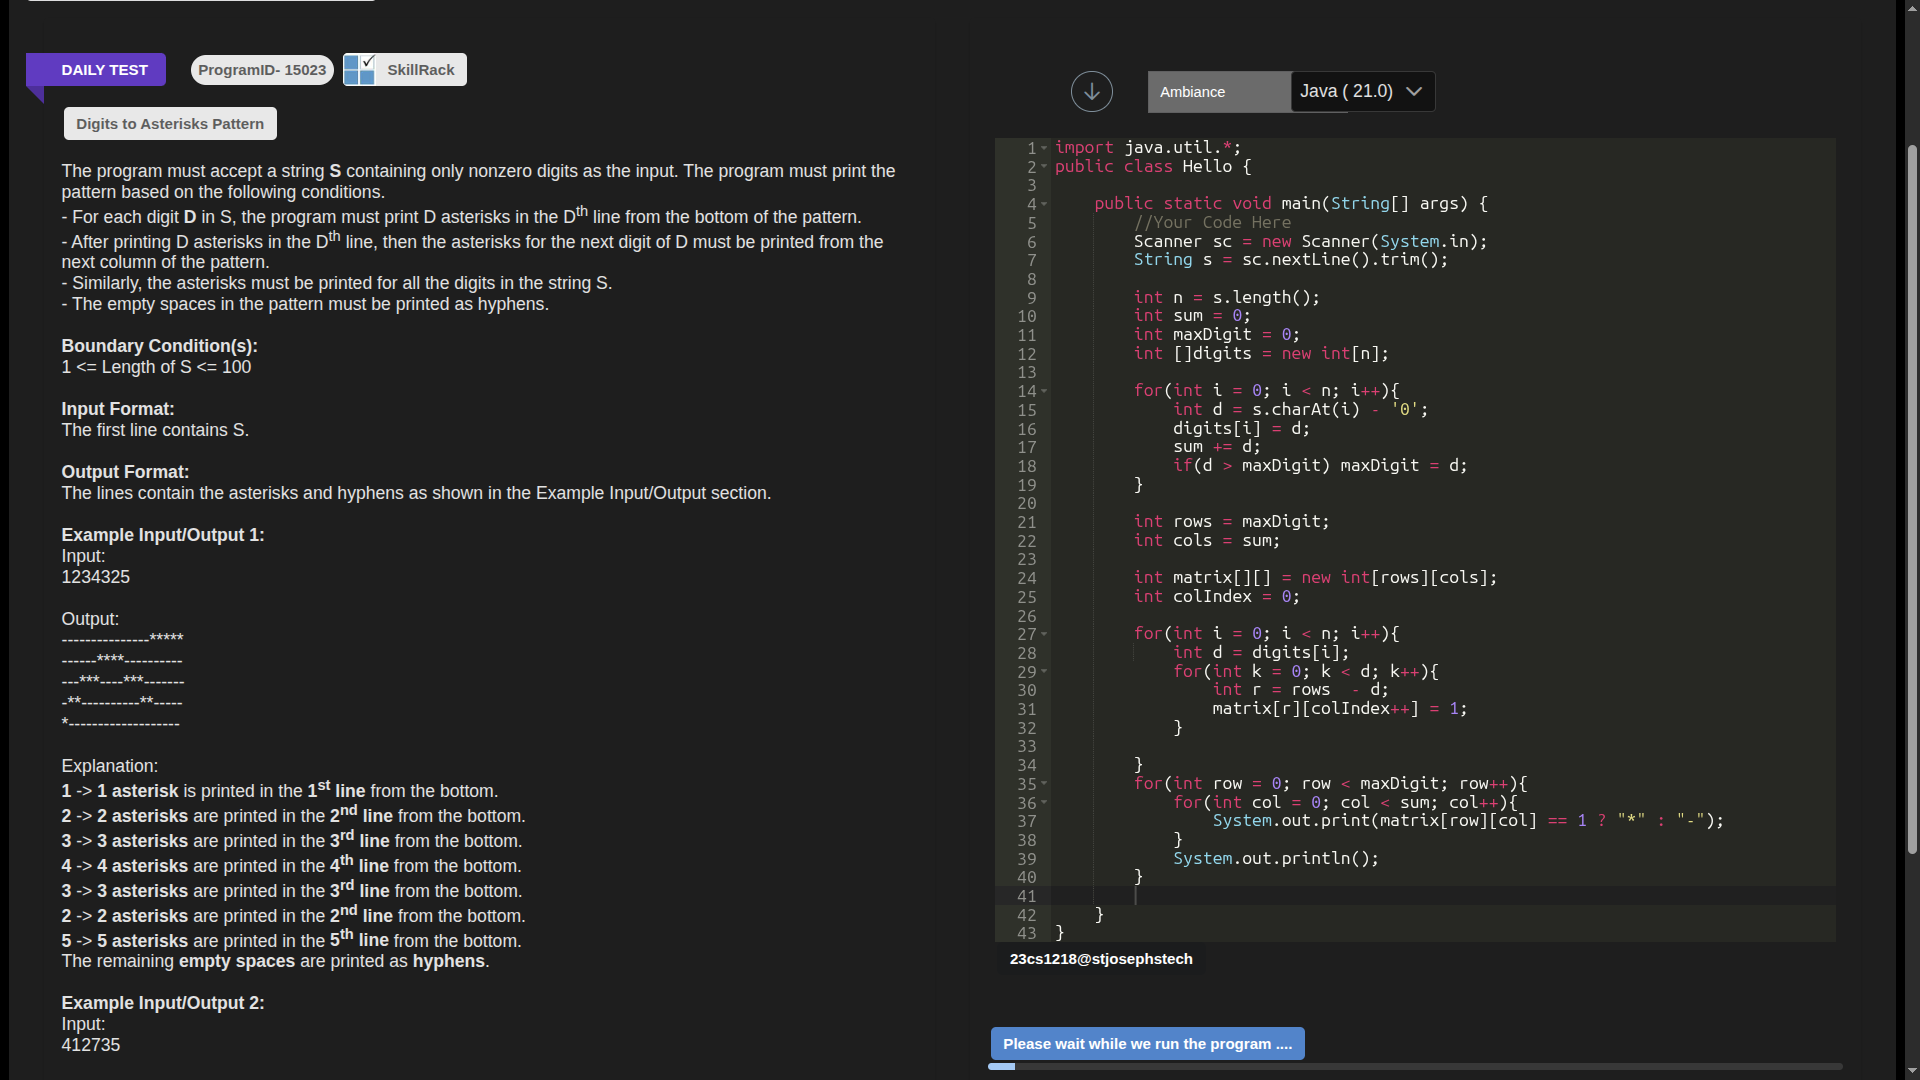 DAILY TEST
ProgramID- 15023
SkillRack
Digits to Asterisks Pattern
The program must accept a string S containing only nonzero digits as the input. The program must print the
pattern based on the following conditions.
- For each digit D in S, the program must print D asterisks in the Dth line from the bottom of the pattern.
- After printing D asterisks in the Dth line, then the asterisks for the next digit of D must be printed from the
next column of the pattern.
- Similarly, the asterisks must be printed for all the digits in the string S.
- The empty spaces in the pattern must be printed as hyphens.
Boundary Condition(s):
1 <= Length of S <= 100
Input Format:
The first line contains S.
Output Format:
The lines contain the asterisks and hyphens as shown in the Example Input/Output section.
Example Input/Output 1:
Input:
1234325
Output:
---------------*****
------****----------
---***----***-------
-**----------**-----
*-------------------
Explanation:
1 -> 1 asterisk is printed in the 1st line from the bottom.
2 -> 2 asterisks are printed in the 2nd line from the bottom.
3 -> 3 asterisks are printed in the 3rd line from the bottom.
4 -> 4 asterisks are printed in the 4th line from the bottom.
3 -> 3 asterisks are printed in the 3rd line from the bottom.
2 -> 2 asterisks are printed in the 2nd line from the bottom.
5 -> 5 asterisks are printed in the 5th line from the bottom.
The remaining empty spaces are printed as hyphens.
Example Input/Output 2:
Input:
412735
Ambiance
Java ( 21.0)
1 import java.util.*;
2 public class Hello {
3
4     public static void main(String[] args) {
5         //Your Code Here
6         Scanner sc = new Scanner(System.in);
7         String s = sc.nextLine().trim();
8
9         int n = s.length();
10         int sum = 0;
11         int maxDigit = 0;
12         int []digits = new int[n];
13
14         for(int i = 0; i < n; i++){
15             int d = s.charAt(i) - '0';
16             digits[i] = d;
17             sum += d;
18             if(d > maxDigit) maxDigit = d;
19         }
20
21         int rows = maxDigit;
22         int cols = sum;
23
24         int matrix[][] = new int[rows][cols];
25         int colIndex = 0;
26
27         for(int i = 0; i < n; i++){
28             int d = digits[i];
29             for(int k = 0; k < d; k++){
30                 int r = rows  - d;
31                 matrix[r][colIndex++] = 1;
32             }
33
34         }
35         for(int row = 0; row < maxDigit; row++){
36             for(int col = 0; col < sum; col++){
37                 System.out.print(matrix[row][col] == 1 ? "*" : "-");
38             }
39             System.out.println();
40         }
41
42     }
43 }
23cs1218@stjosephstech
Please wait while we run the program ....